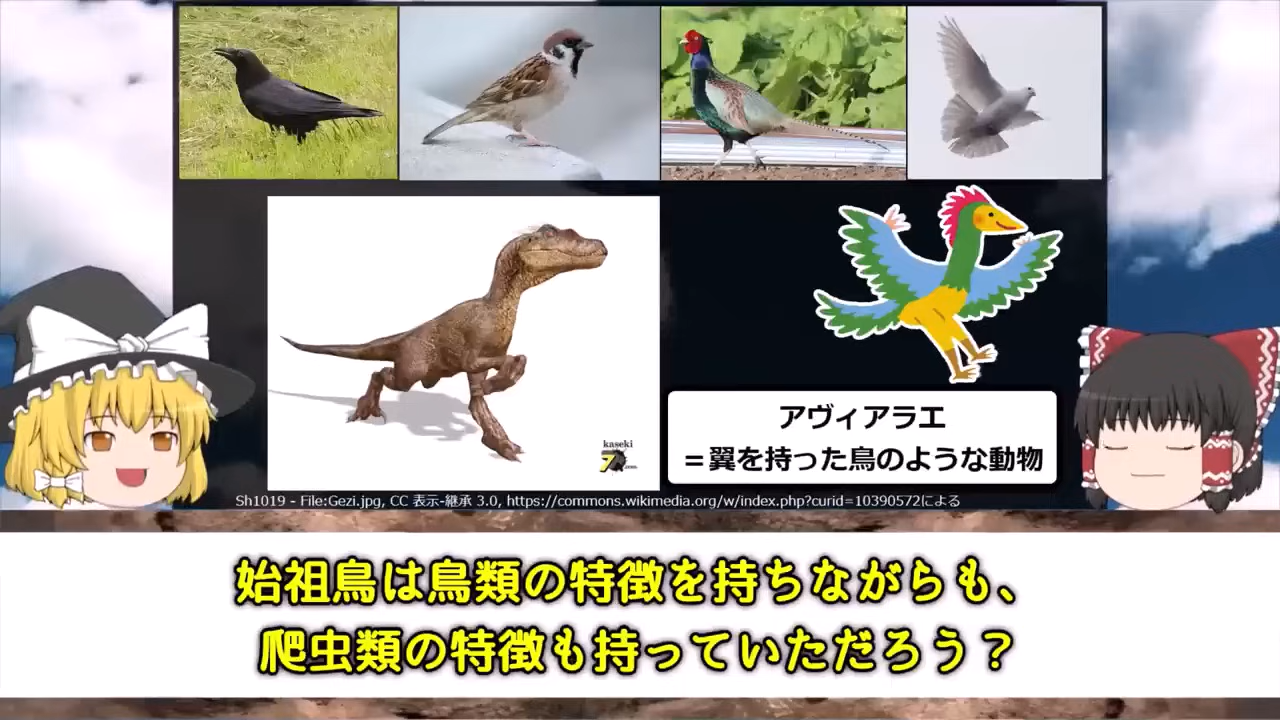 kaseki
アヴィアラエ
＝翼を持った鳥のような動物
Sh1019 - File:Gezi.jpg, CC 表示-継承 3.0, https://commons.wikimedia.org/w/index.php?curid=10390572による
始祖鳥は鳥類の特徴を持ちながらも、
爬虫類の特徴も持っていただろう？